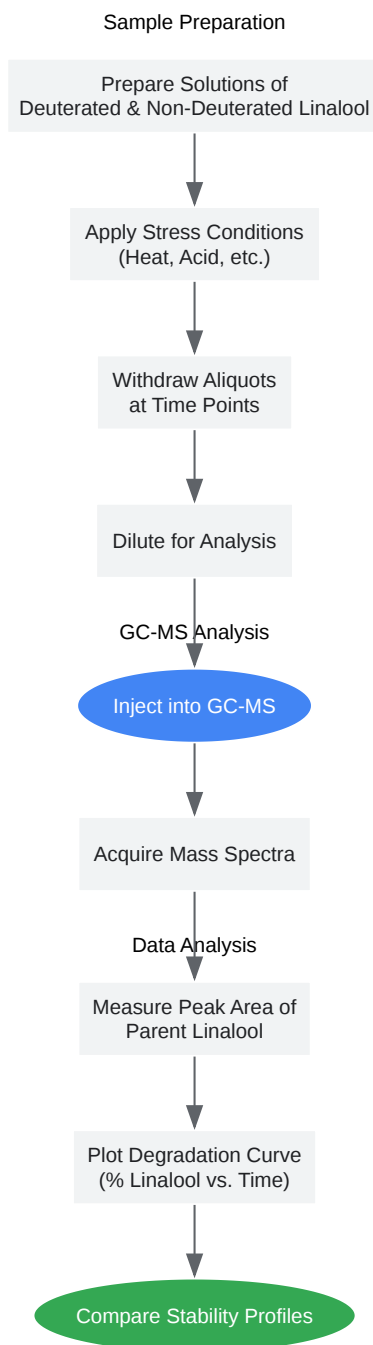 Sample Preparation
Prepare Solutions of
Deuterated & Non-Deuterated Linalool
Apply Stress Conditions
(Heat, Acid, etc.)
Withdraw Aliquots
at Time Points
Dilute for Analysis
GC-MS Analysis
Inject into GC-MS
Acquire Mass Spectra
Data Analysis
Measure Peak Area of
Parent Linalool
Plot Degradation Curve
(% Linalool vs. Time)
Compare Stability Profiles